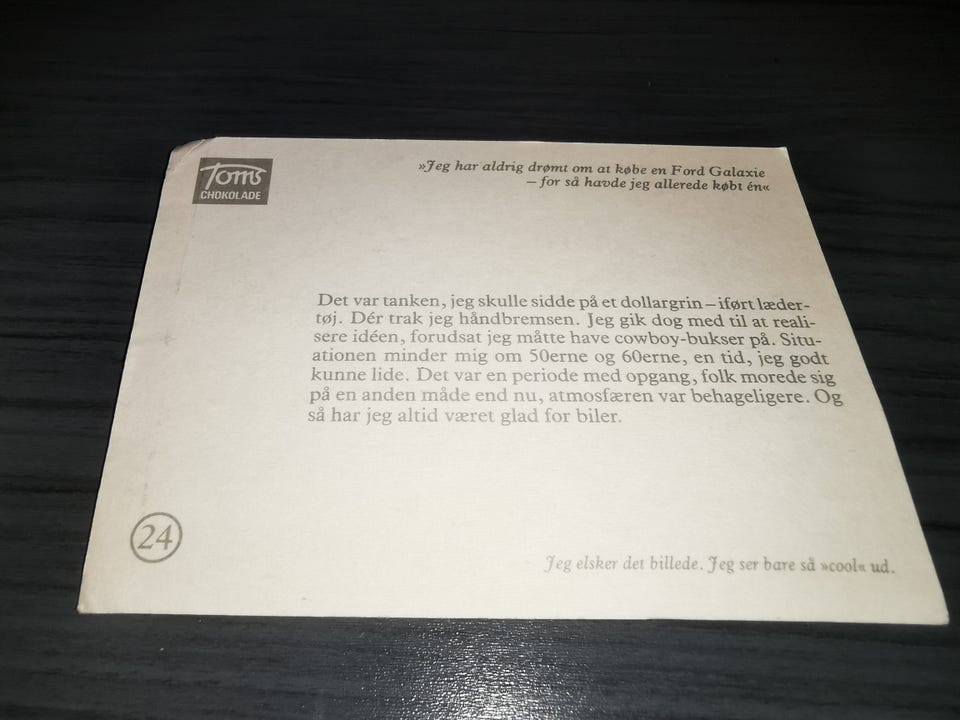 Toms
CHOKOLADE
»Jeg har aldrig drømt om at købe en Ford Galaxie
– for så havde jeg allerede købt én«
Det var tanken, jeg skulle sidde på et dollargrin – iført læder-
tøj. Dér trak jeg håndbremsen. Jeg gik dog med til at reali-
sere idéen, forudsat jeg måtte have cowboy-bukser på. Situ-
ationen minder mig om 50erne og 60erne, en tid, jeg godt
kunne lide. Det var en periode med opgang, folk morede sig
på en anden måde end nu, atmosfæren var behageligere. Og
så har jeg altid været glad for biler.
24
Jeg elsker det billede. Jeg ser bare så »cool« ud.